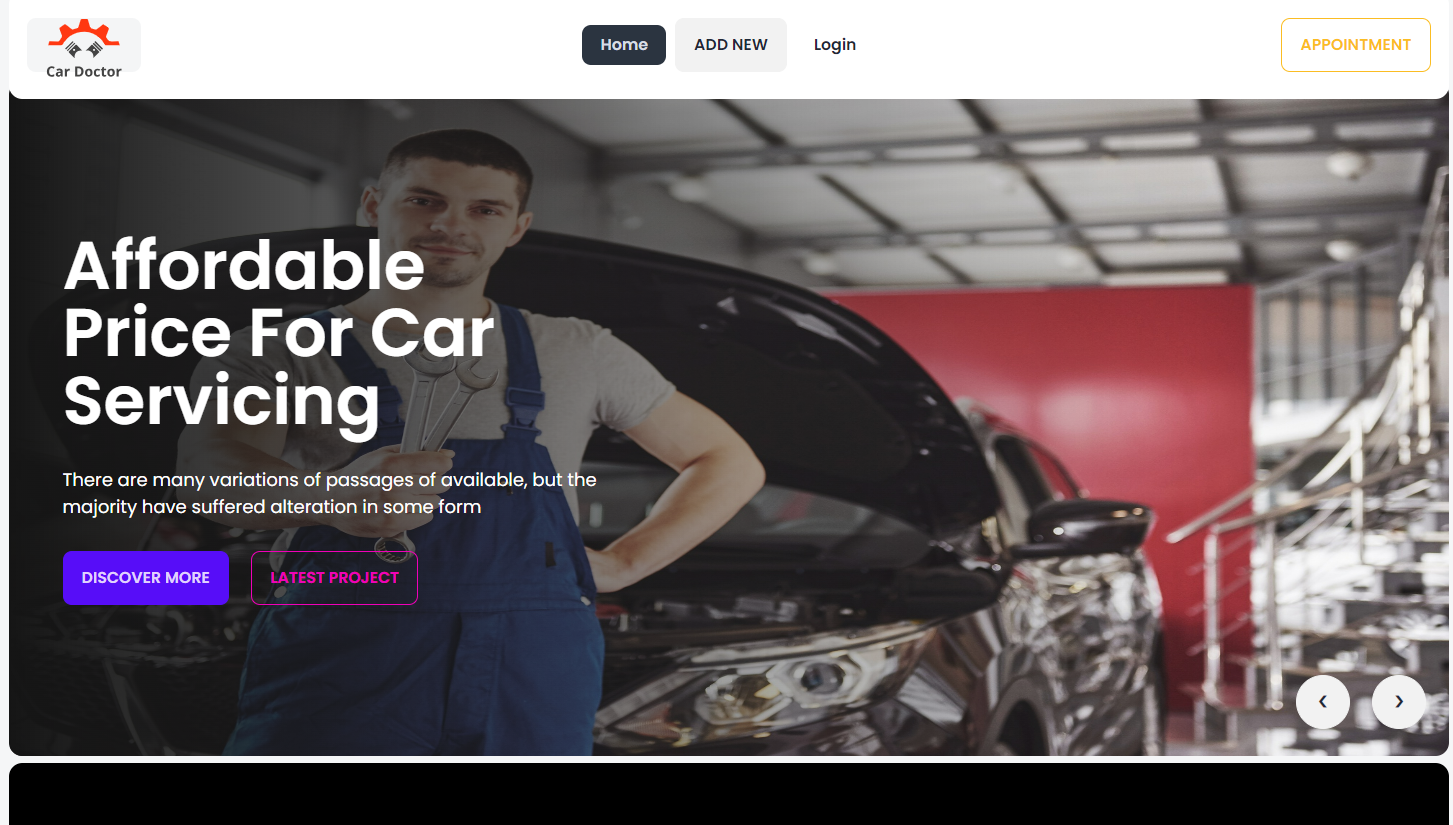 Car Doctor
Home
ADD NEW
Login
APPOINTMENT
Affordable
Price For Car
Servicing
There are many variations of passages of available, but the
majority have suffered alteration in some form
DISCOVER MORE
LATEST PROJECT
❮
❯